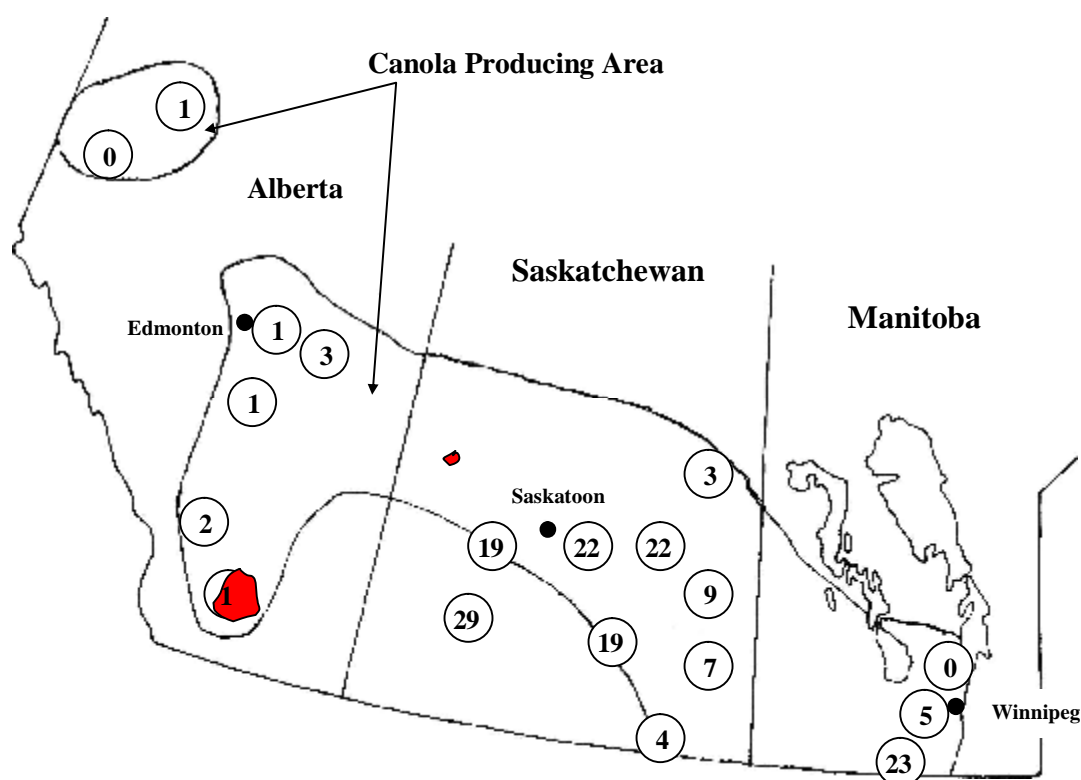 Canola Producing Area
1
0
Alberta
Saskatchewan
Manitoba
Edmonton
1
3
1
3
Saskatoon
2
19
22
22
1
9
29
19
7
0
5
Winnipeg
4
23